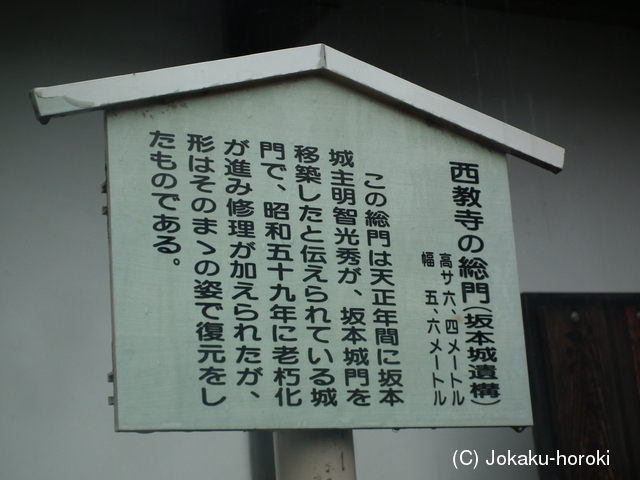 西教寺の総門(坂本城遺構)
高サ六、四メートル
幅　五、六メートル
この総門は天正年間に坂本
城主明智光秀が、坂本城門を
移築したと伝えられている城
門で、昭和五十九年に老朽化
が進み修理が加えられたが、
形はそのまゝの姿で復元をし
たものである。
(C) Jokaku-horoki